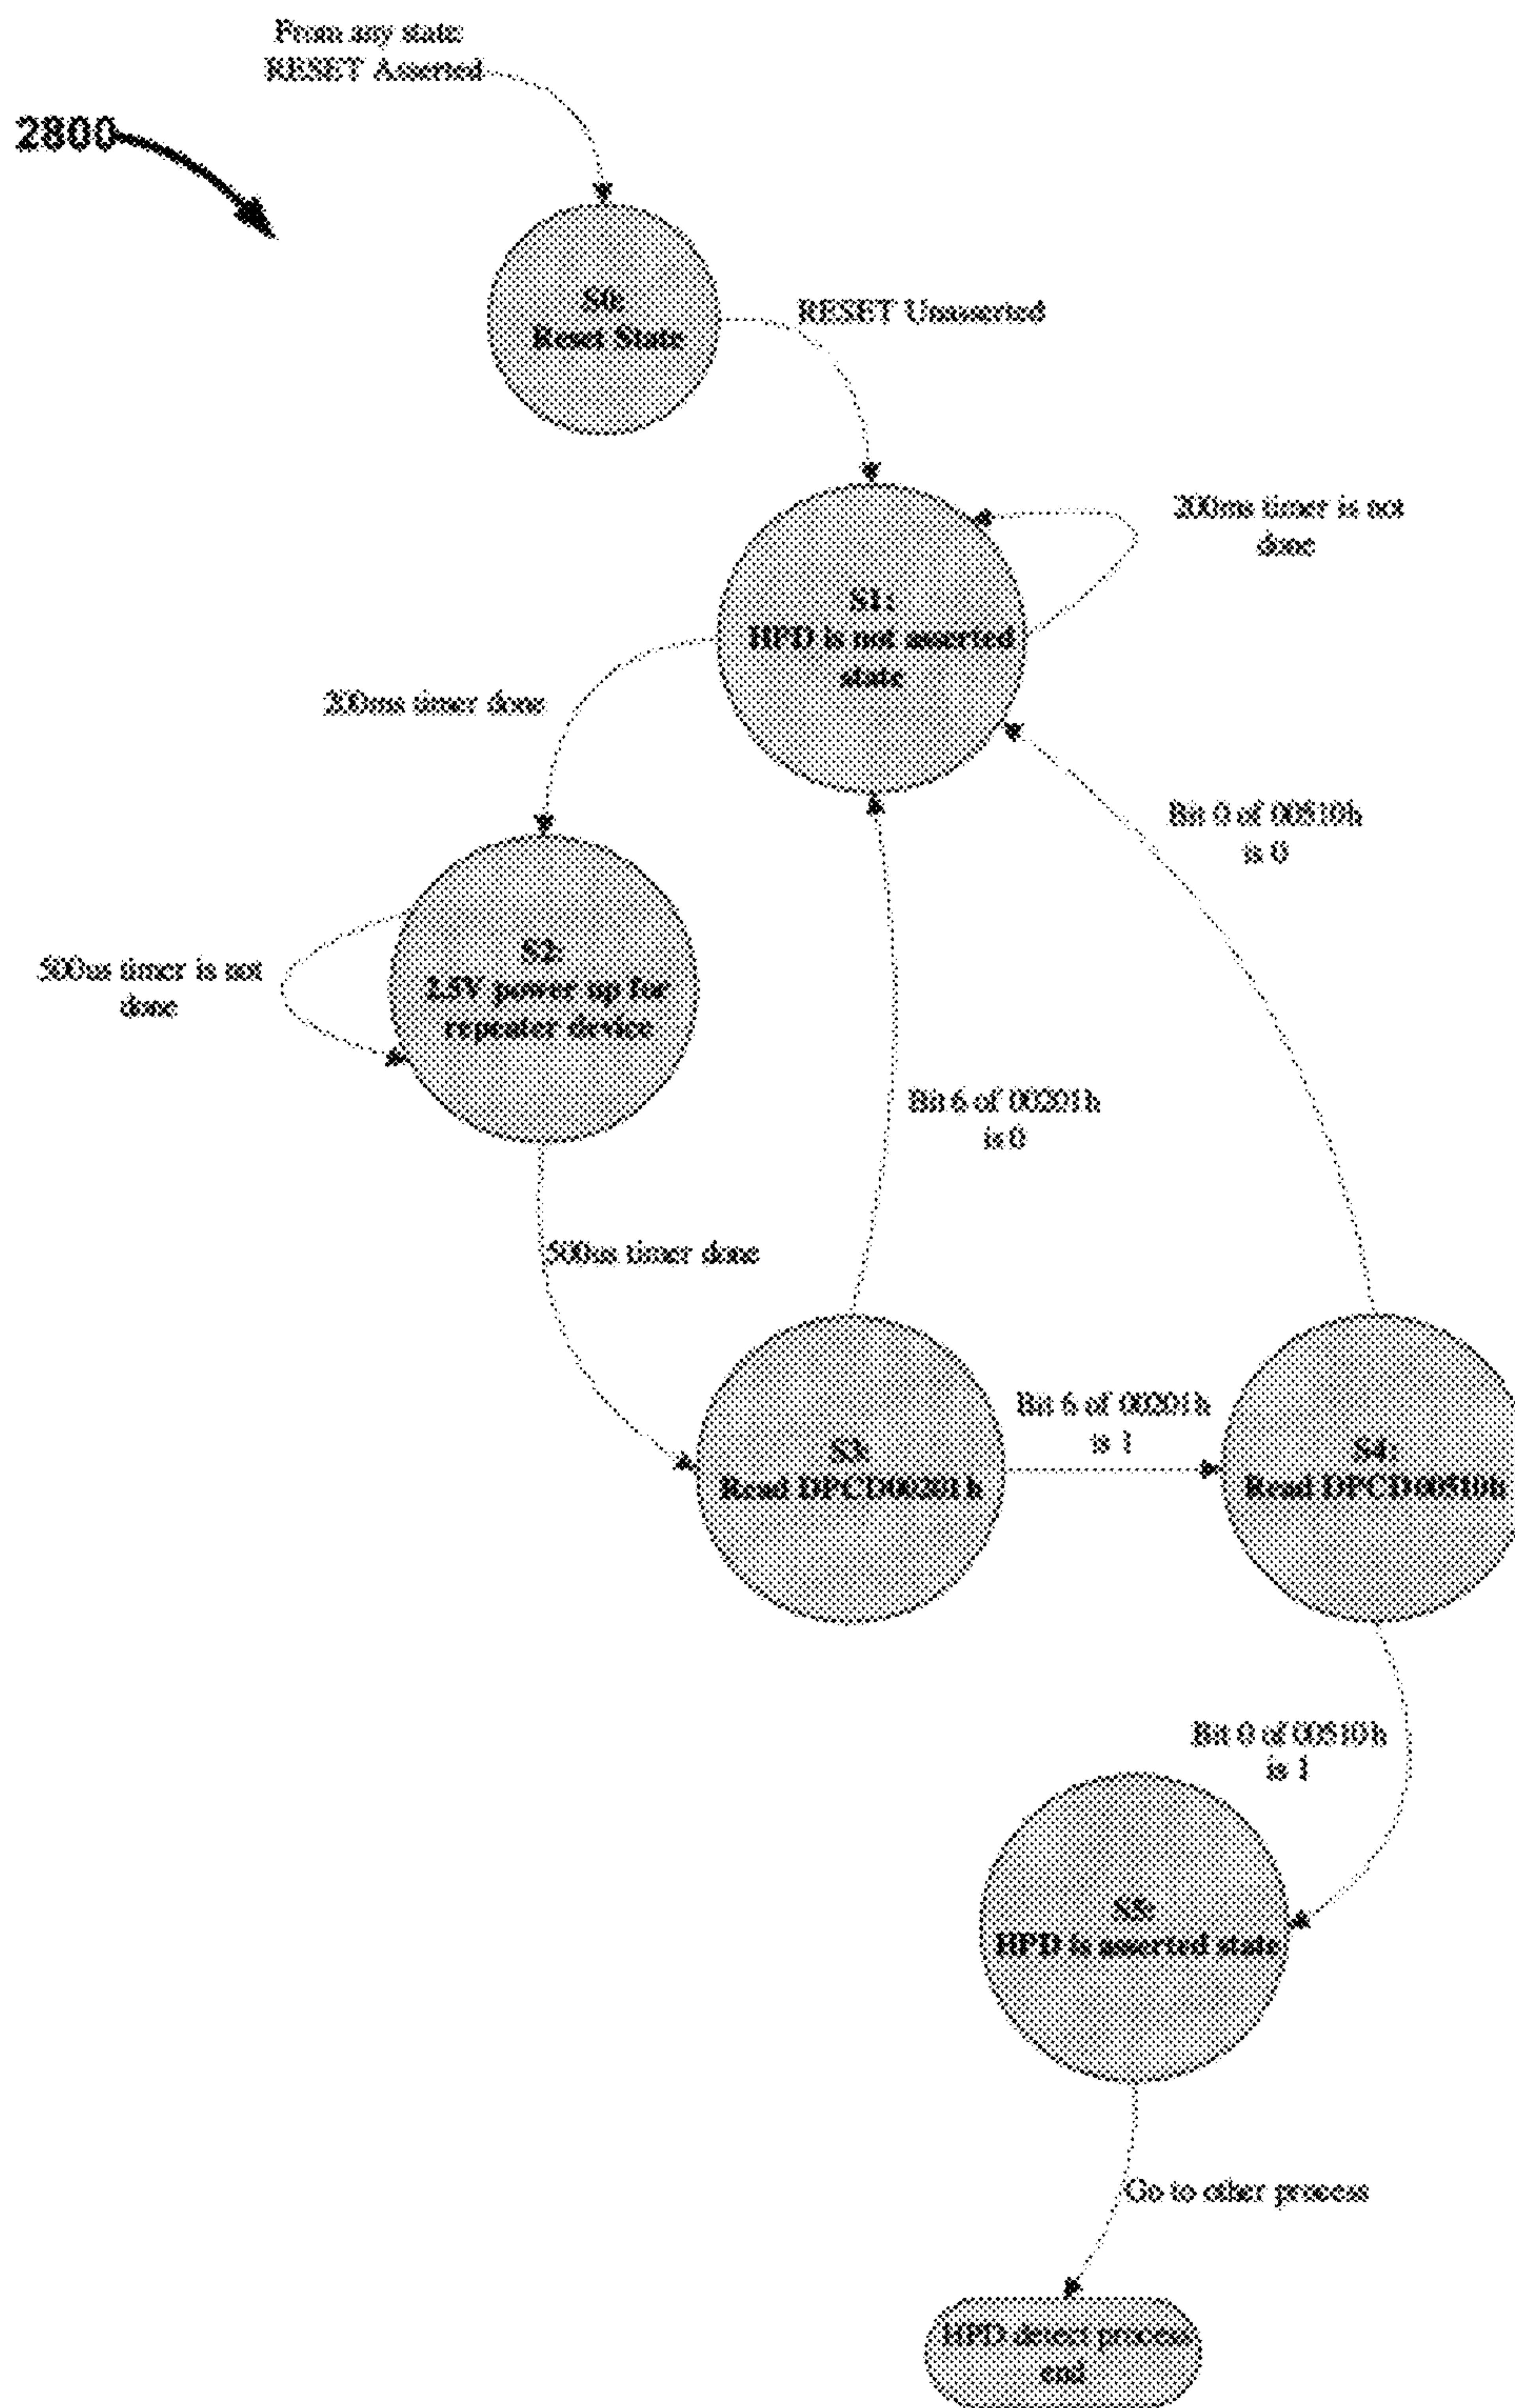 From any state
RESET Asserted
2800
S0:
Reset State
RESET Unasserted
200ms timer is not
done
S1:
HPD is not asserted
state
200ms timer done
Bit 0 of 00510h
is 0
S2:
2.5V power up for
repeater device
500us timer is not
done
Bit 6 of 00201h
is 0
500us timer done
Bit 6 of 00201h
is 1
S3:
Read DPCD00201h
S4:
Read DPCD00510h
Bit 0 of 00510h
is 1
S5:
HPD is asserted state
Go to other process
HPD detect process
end